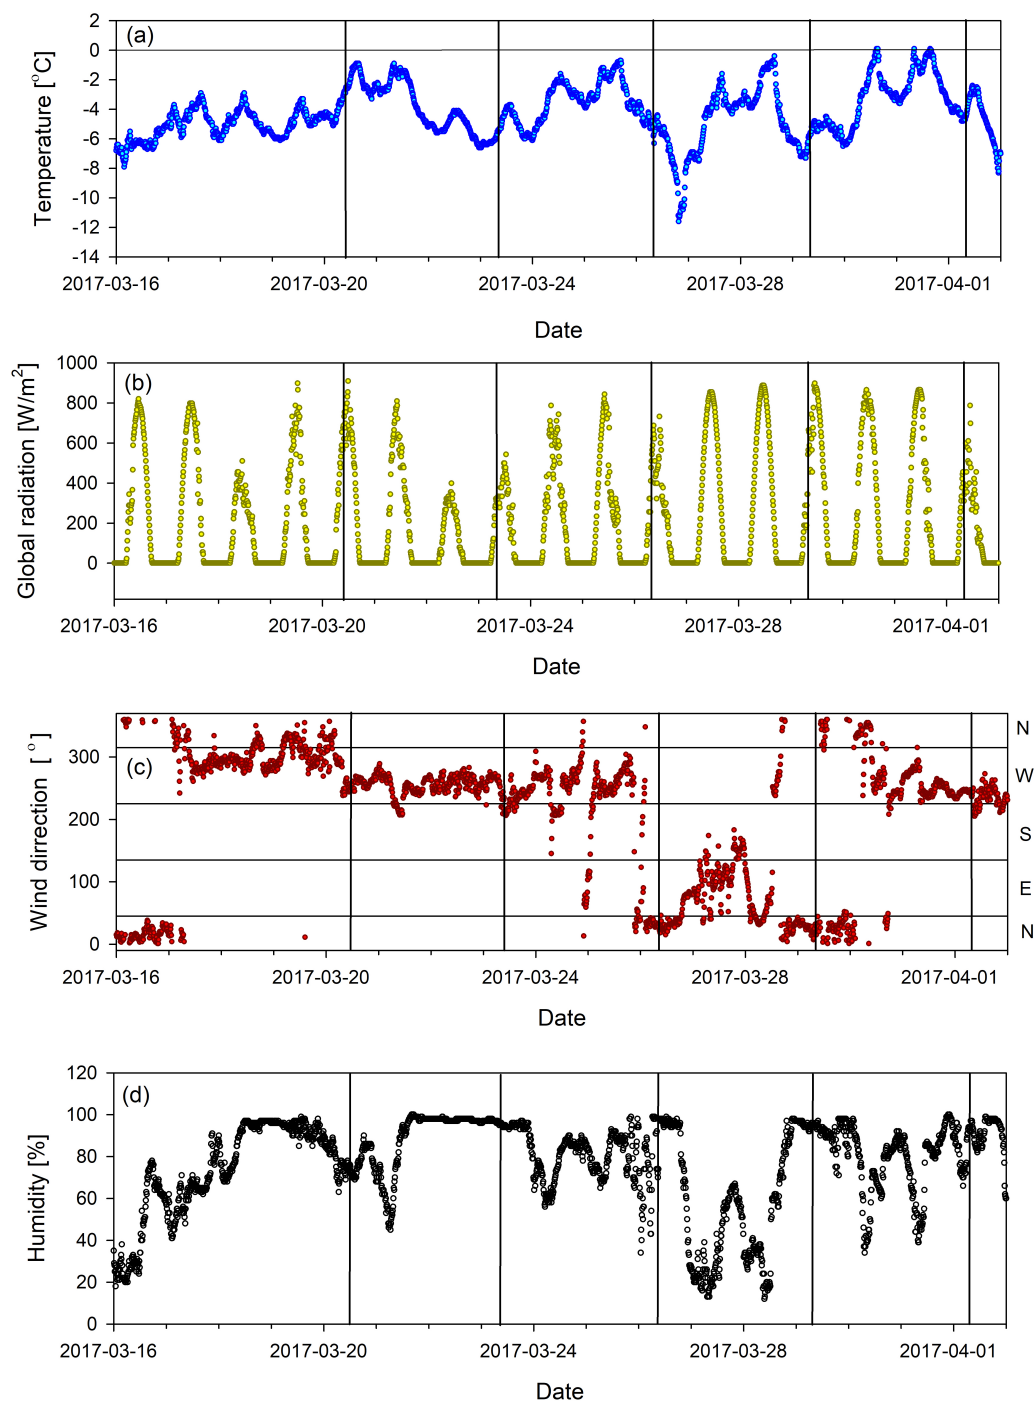 (a)
Temperature [°C]
2
0
-2
-4
-6
-8
-10
-12
-14
2017-03-16 2017-03-20 2017-03-24 2017-03-28 2017-04-01
Date
(b)
Global radiation [W/m²]
1000
800
600
400
200
0
2017-03-16 2017-03-20 2017-03-24 2017-03-28 2017-04-01
Date
(c)
Wind dirrection [ °]
300
200
100
0
N
W
S
E
N
2017-03-16 2017-03-20 2017-03-24 2017-03-28 2017-04-01
Date
(d)
Humidity [%]
120
100
80
60
40
20
0
2017-03-16 2017-03-20 2017-03-24 2017-03-28 2017-04-01
Date